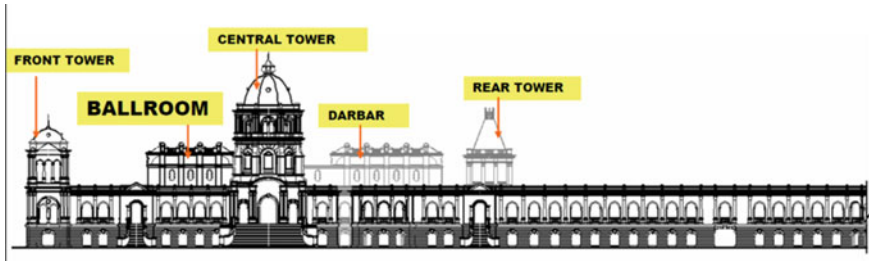 CENTRAL TOWER
FRONT TOWER
REAR TOWER
BALLROOM
DARBAR